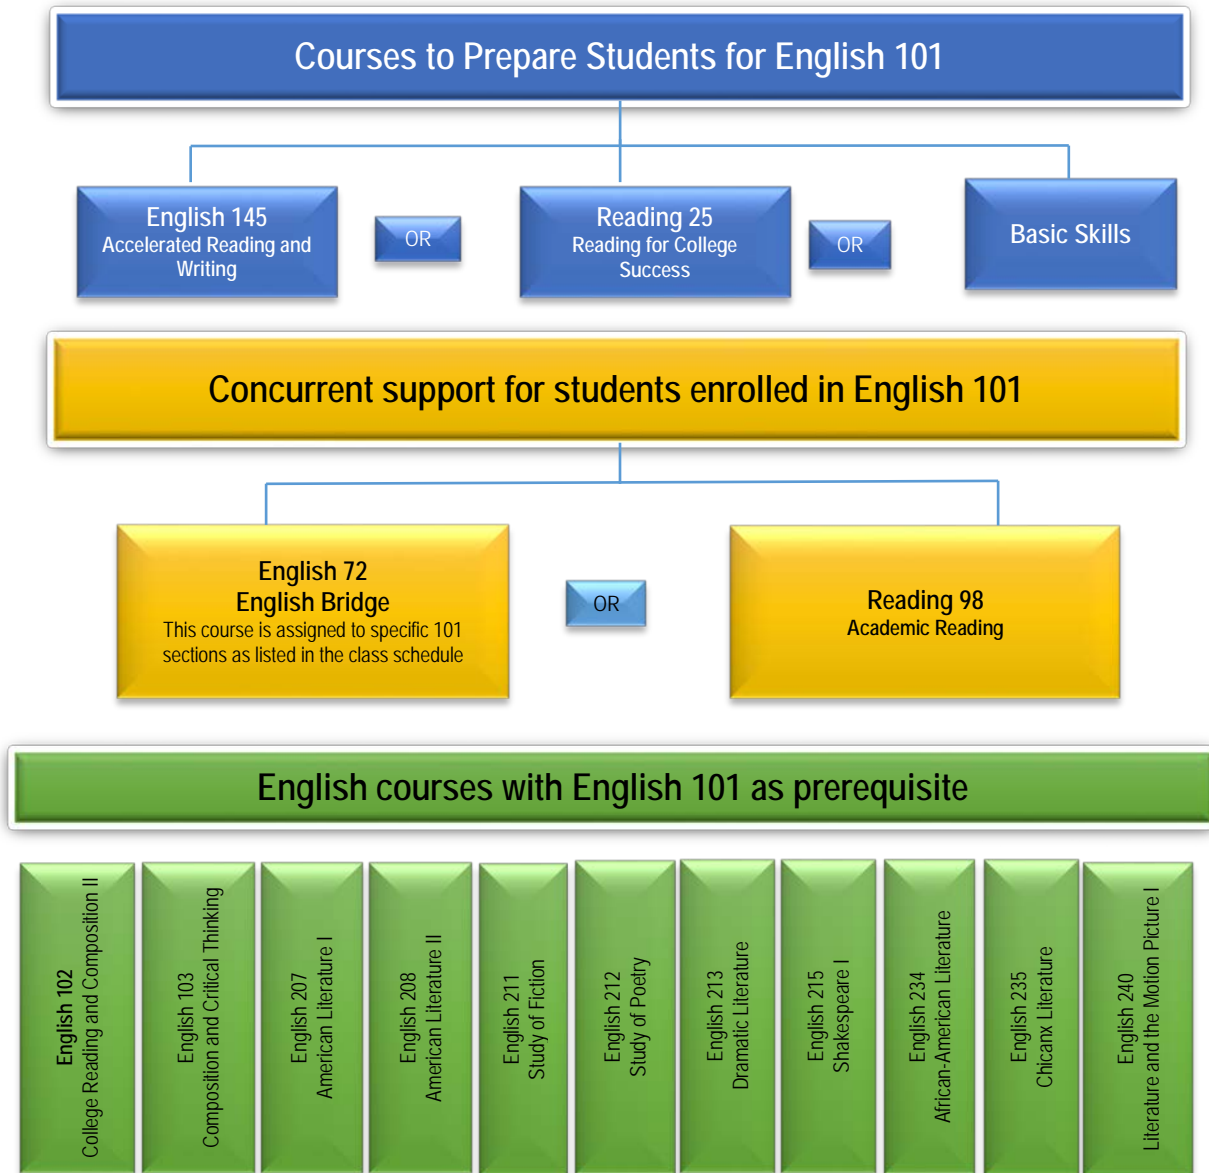 Courses to Prepare Students for English 101
English 145
Accelerated Reading and
Writing
OR
Reading 25
Reading for College
Success
OR
Basic Skills
Concurrent support for students enrolled in English 101
English 72
English Bridge
This course is assigned to specific 101
sections as listed in the class schedule
OR
Reading 98
Academic Reading
English courses with English 101 as prerequisite
English 102
College Reading and Composition II
English 103
Composition and Critical Thinking
English 207
American Literature I
English 208
American Literature II
English 211
Study of Fiction
English 212
Study of Poetry
English 213
Dramatic Literature
English 215
Shakespeare I
English 234
African-American Literature
English 235
Chicanx Literature
English 240
Literature and the Motion Picture I